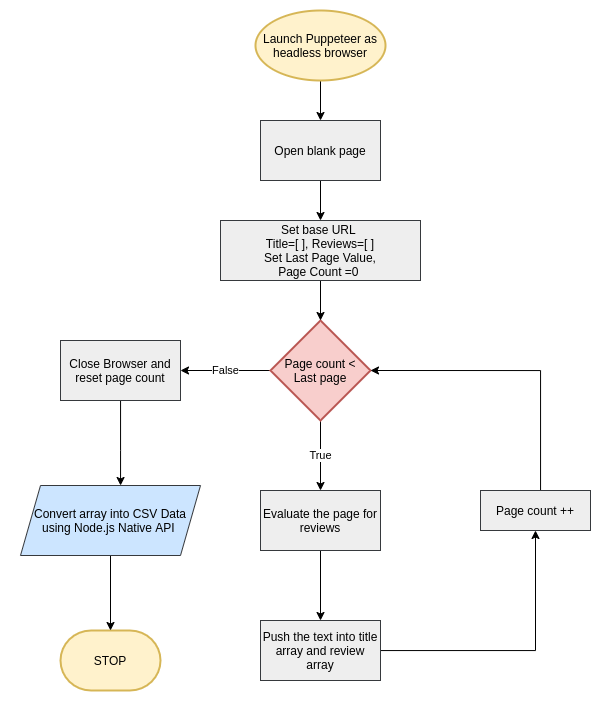 Launch Puppeteer as
headless browser
Open blank page
Set base URL
Title=[ ], Reviews=[ ]
Set Last Page Value,
Page Count =0
Page count <
Last page
False
Close Browser and
reset page count
True
Convert array into CSV Data
using Node.js Native API
Evaluate the page for
reviews
Page count ++
Push the text into title
array and review
array
STOP